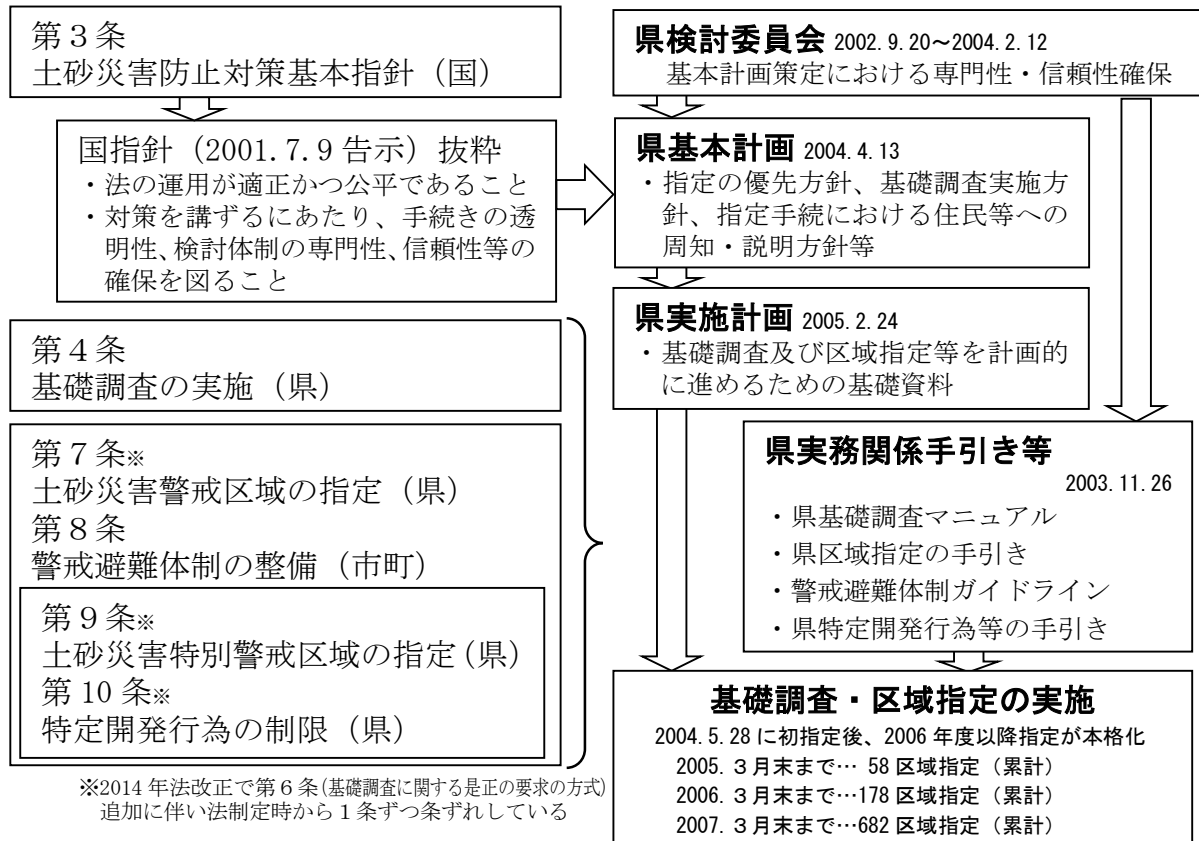 第３条
土砂災害防止対策基本指針（国）
国指針（2001.7.9 告示）抜粋
・法の運用が適正かつ公平であること
・対策を講ずるにあたり、手続きの透
明性、検討体制の専門性、信頼性等の
確保を図ること
第４条
基礎調査の実施（県）
第７条※
土砂災害警戒区域の指定（県）
第８条
警戒避難体制の整備（市町）
第９条※
土砂災害特別警戒区域の指定（県）
第 10 条※
特定開発行為の制限（県）
※2014 年法改正で第６条（基礎調査に関する是正の要求の方式）
追加に伴い法制定時から１条ずつ条ずれしている
県検討委員会 2002.9.20～2004.2.12
基本計画策定における専門性・信頼性確保
県基本計画 2004.4.13
・指定の優先方針、基礎調査実施方
針、指定手続における住民等への
周知・説明方針等
県実施計画 2005.2.24
・基礎調査及び区域指定等を計画的
に進めるための基礎資料
県実務関係手引き等
2003.11.26
・県基礎調査マニュアル
・県区域指定の手引き
・警戒避難体制ガイドライン
・県特定開発行為等の手引き
基礎調査・区域指定の実施
2004.5.28 に初指定後、2006 年度以降指定が本格化
2005.３月末まで… 58 区域指定（累計）
2006.３月末まで…178 区域指定（累計）
2007.３月末まで…682 区域指定（累計）